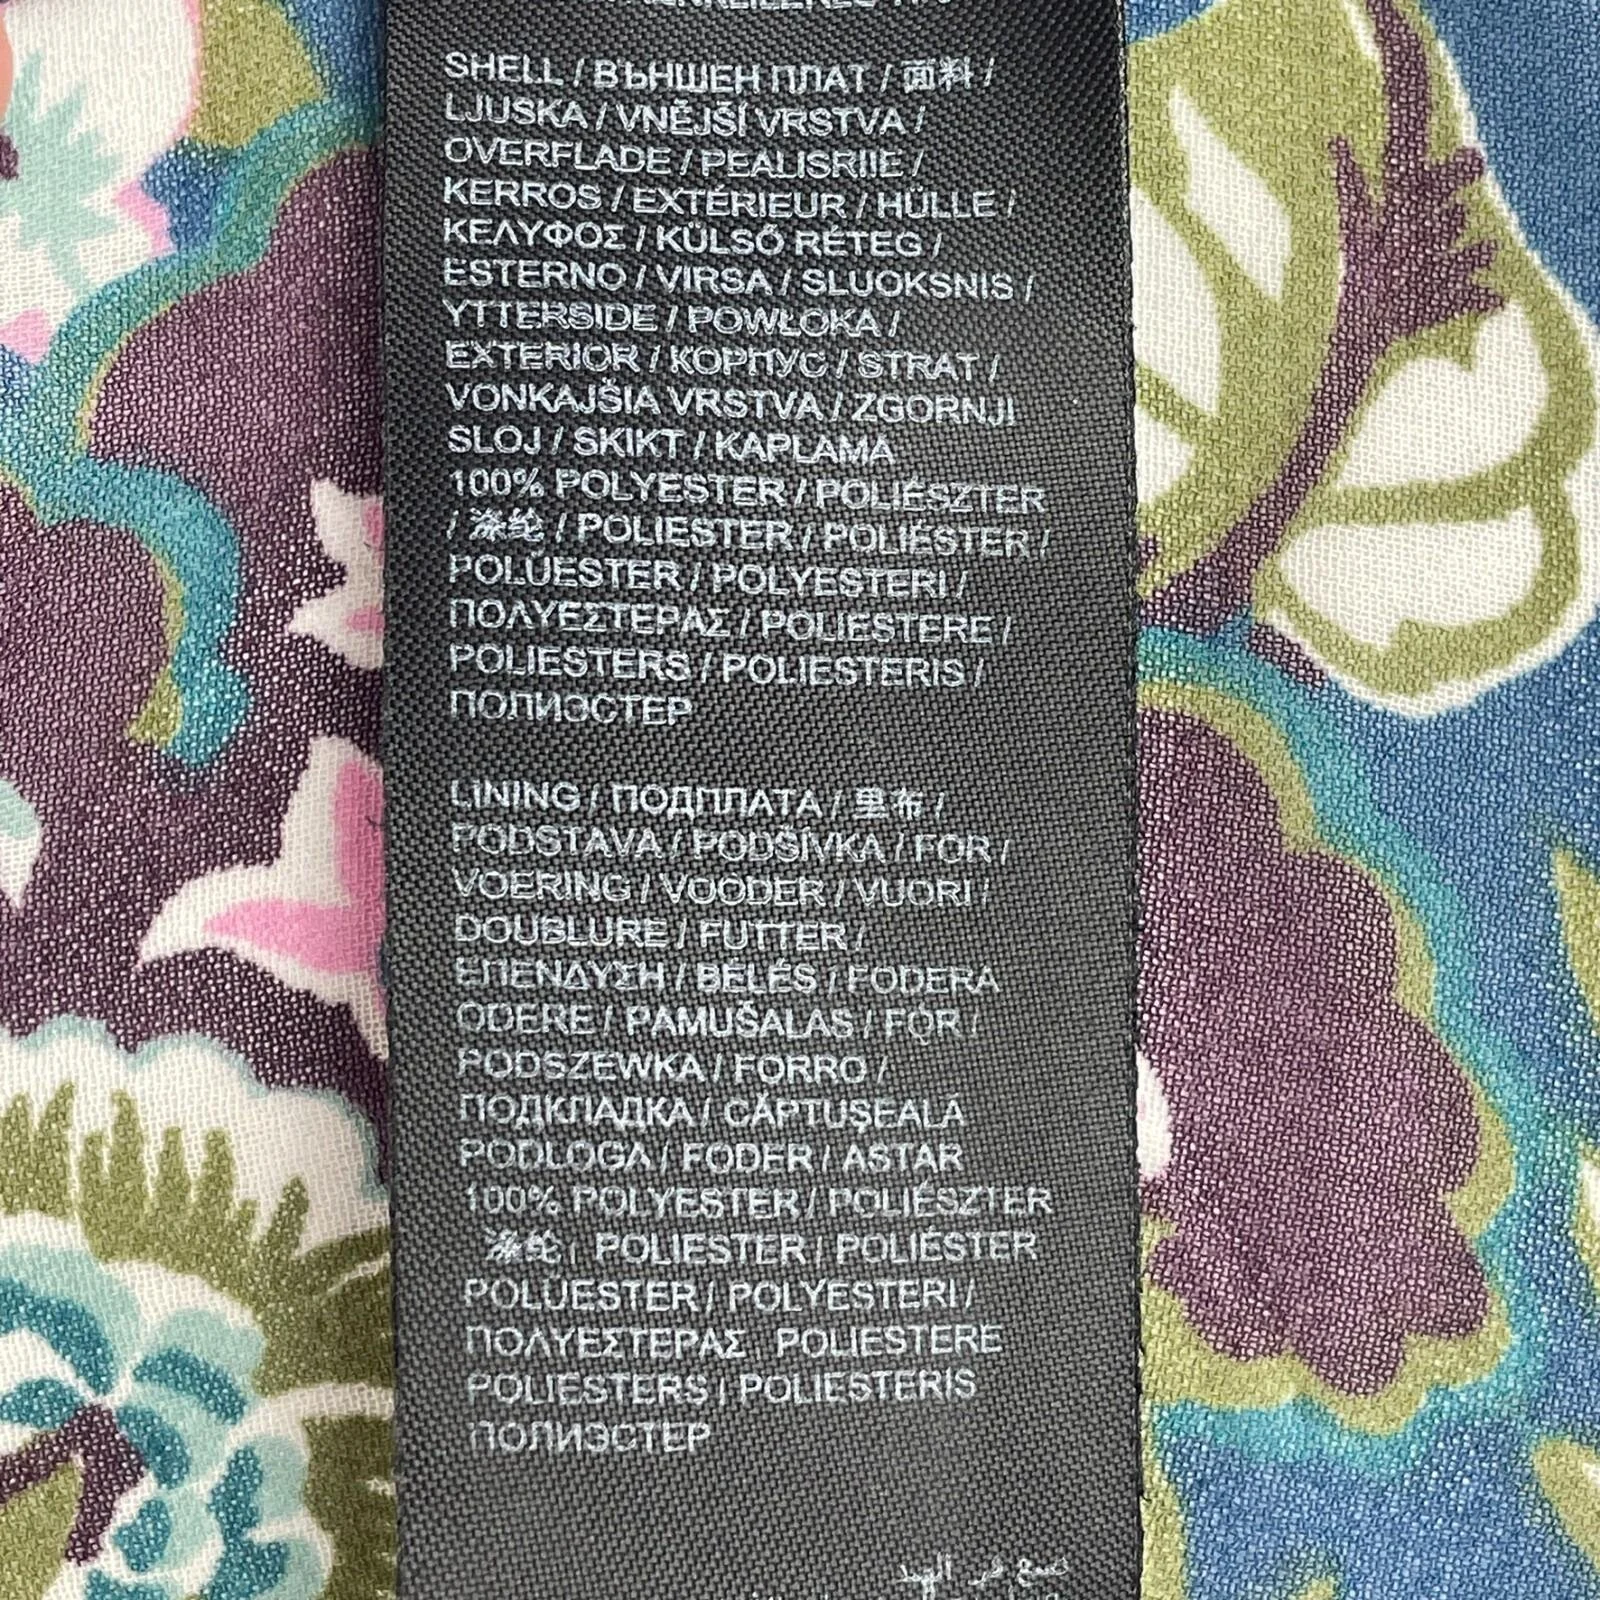 SHELL / ВЪНШЕН ПЛАТ / 面料 /
LJUSKA / VNĚJŠÍ VRSTVA /
OVERFLADE / PEALISRIIE /
KERROS / EXTÉRIEUR / HÜLLE /
ΚΕΛΥΦΟΣ / KÜLSŐ RÉTEG /
ESTERNO / VIRSA / SLUOKSNIS /
YTTERSIDE / POWŁOKA /
EXTERIOR / КОРПУС / STRAT /
VONKAJŠIA VRSTVA / ZGORNJI
SLOJ / SKIKT / KAPLAMA
100% POLYESTER / POLIÉSZTER
/ 涤纶 / POLIESTER / POLIÉSTER /
POLÜESTER / POLYESTERI /
ΠΟΛΥΕΣΤΕΡΑΣ / POLIESTERE /
POLIESTERS / POLIESTERIS /
ПОЛИЭСТЕР
LINING / ПОДПЛАТА / 里布 /
PODSTAVA / PODŠÍVKA / FOR /
VOERING / VOODER / VUORI /
DOUBLURE / FUTTER /
ΕΠΕΝΔΥΣΗ / BÉLÉS / FODERA
ODERE / PAMUŠALAS / FÓR /
PODSZEWKA / FORRO /
ПОДКЛАДКА / CĂPTUȘEALĂ
PODLOGA / FODER / ASTAR
100% POLYESTER / POLIÉSZTER
涤纶 / POLIESTER / POLIÉSTER
POLÜESTER / POLYESTERI /
ΠΟΛΥΕΣΤΕΡΑΣ POLIESTERE
POLIESTERS / POLIESTERIS
ПОЛИЭСТЕР